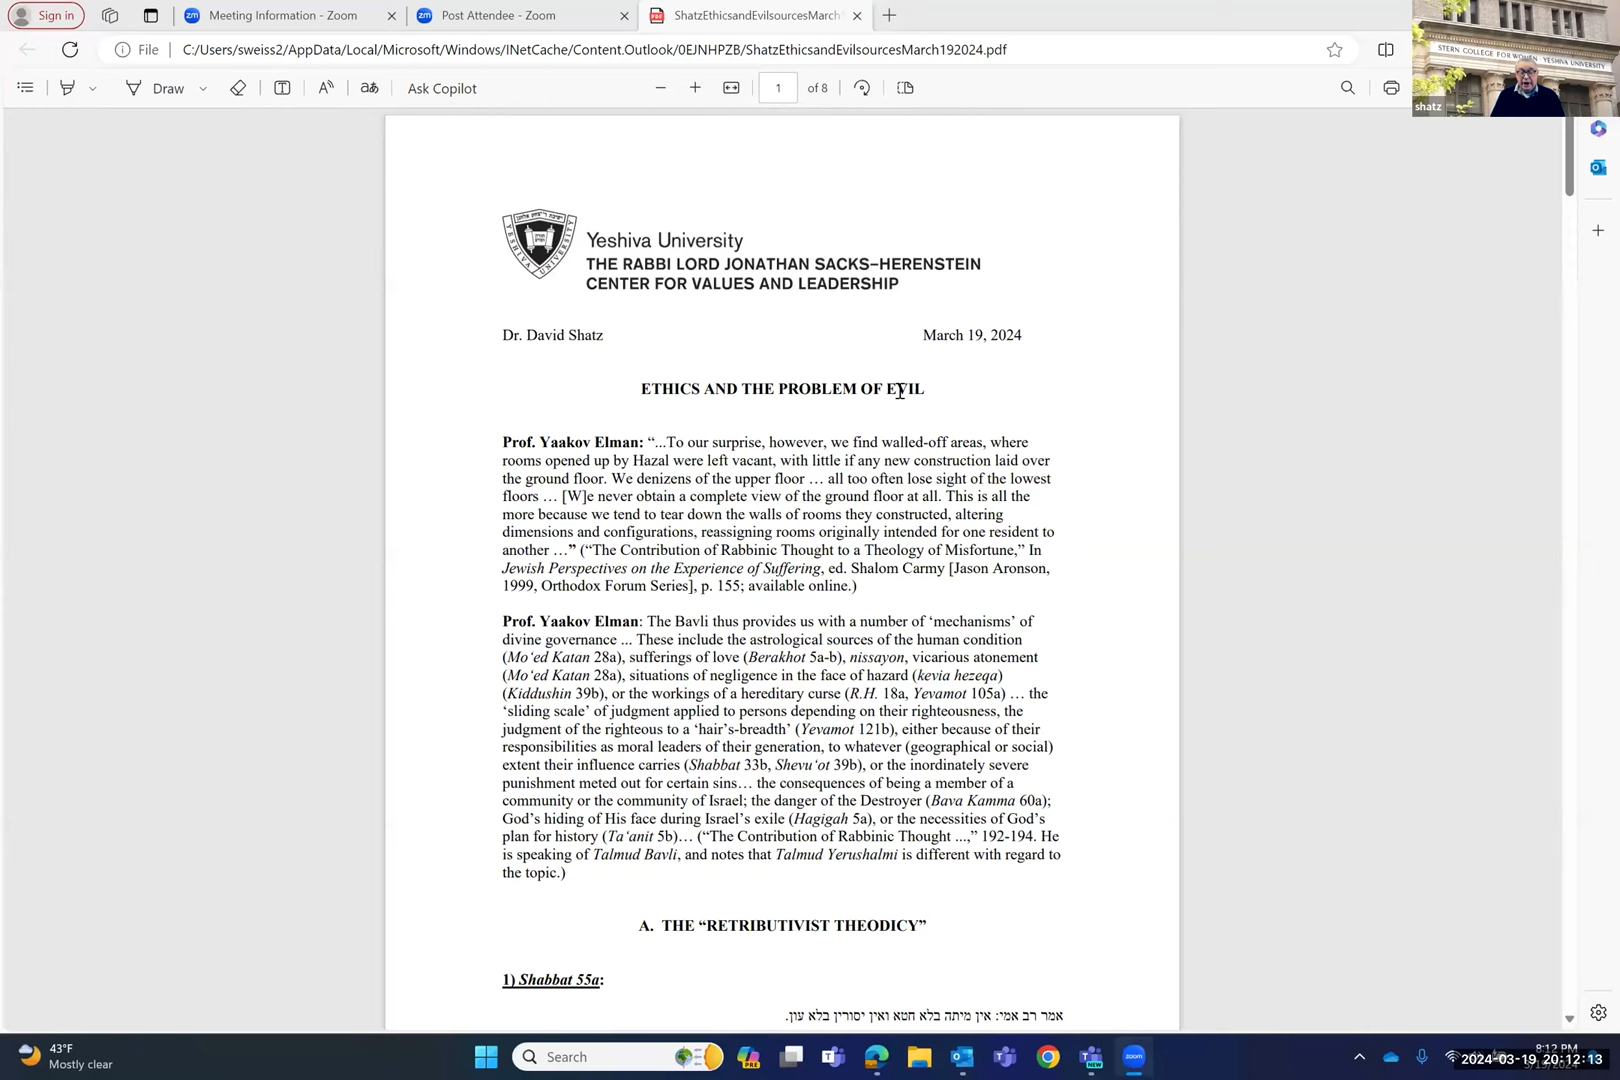 Sign in
Meeting Information - Zoom
Post Attendee - Zoom
ShatzEthicsandEvilsourcesMarch
File
C:/Users/sweiss2/AppData/Local/Microsoft/Windows/INetCache/Content.Outlook/0EJNHPZB/ShatzEthicsandEvilsourcesMarch192024.pdf
Draw
Ask Copilot
1 of 8
STERN COLLEGE FOR WOMEN YESHIVA UNIVERSITY
shatz
Yeshiva University
THE RABBI LORD JONATHAN SACKS–HERENSTEIN
CENTER FOR VALUES AND LEADERSHIP
Dr. David Shatz March 19, 2024
ETHICS AND THE PROBLEM OF EVIL
Prof. Yaakov Elman: “...To our surprise, however, we find walled-off areas, where
rooms opened up by Hazal were left vacant, with little if any new construction laid over
the ground floor. We denizens of the upper floor … all too often lose sight of the lowest
floors … [W]e never obtain a complete view of the ground floor at all. This is all the
more because we tend to tear down the walls of rooms they constructed, altering
dimensions and configurations, reassigning rooms originally intended for one resident to
another …” (“The Contribution of Rabbinic Thought to a Theology of Misfortune,” In
Jewish Perspectives on the Experience of Suffering, ed. Shalom Carmy [Jason Aronson,
1999, Orthodox Forum Series], p. 155; available online.)
Prof. Yaakov Elman: The Bavli thus provides us with a number of ‘mechanisms’ of
divine governance ... These include the astrological sources of the human condition
(Mo‘ed Katan 28a), sufferings of love (Berakhot 5a-b), nissayon, vicarious atonement
(Mo‘ed Katan 28a), situations of negligence in the face of hazard (kevia hezeqa)
(Kiddushin 39b), or the workings of a hereditary curse (R.H. 18a, Yevamot 105a) … the
‘sliding scale’ of judgment applied to persons depending on their righteousness, the
judgment of the righteous to a ‘hair’s-breadth’ (Yevamot 121b), either because of their
responsibilities as moral leaders of their generation, to whatever (geographical or social)
extent their influence carries (Shabbat 33b, Shevu‘ot 39b), or the inordinately severe
punishment meted out for certain sins… the consequences of being a member of a
community or the community of Israel; the danger of the Destroyer (Bava Kamma 60a);
God’s hiding of His face during Israel’s exile (Hagigah 5a), or the necessities of God’s
plan for history (Ta‘anit 5b)… (“The Contribution of Rabbinic Thought ...,” 192-194. He
is speaking of Talmud Bavli, and notes that Talmud Yerushalmi is different with regard to
the topic.)
A. THE “RETRIBUTIVIST THEODICY”
1) Shabbat 55a:
אמר רב אמי: אין מיתה בלא חטא ואין יסורין בלא עון.
43°F
Mostly clear
Search
PRE
NEW
zoom
8:12 PM
2024-03-19 20:12:13